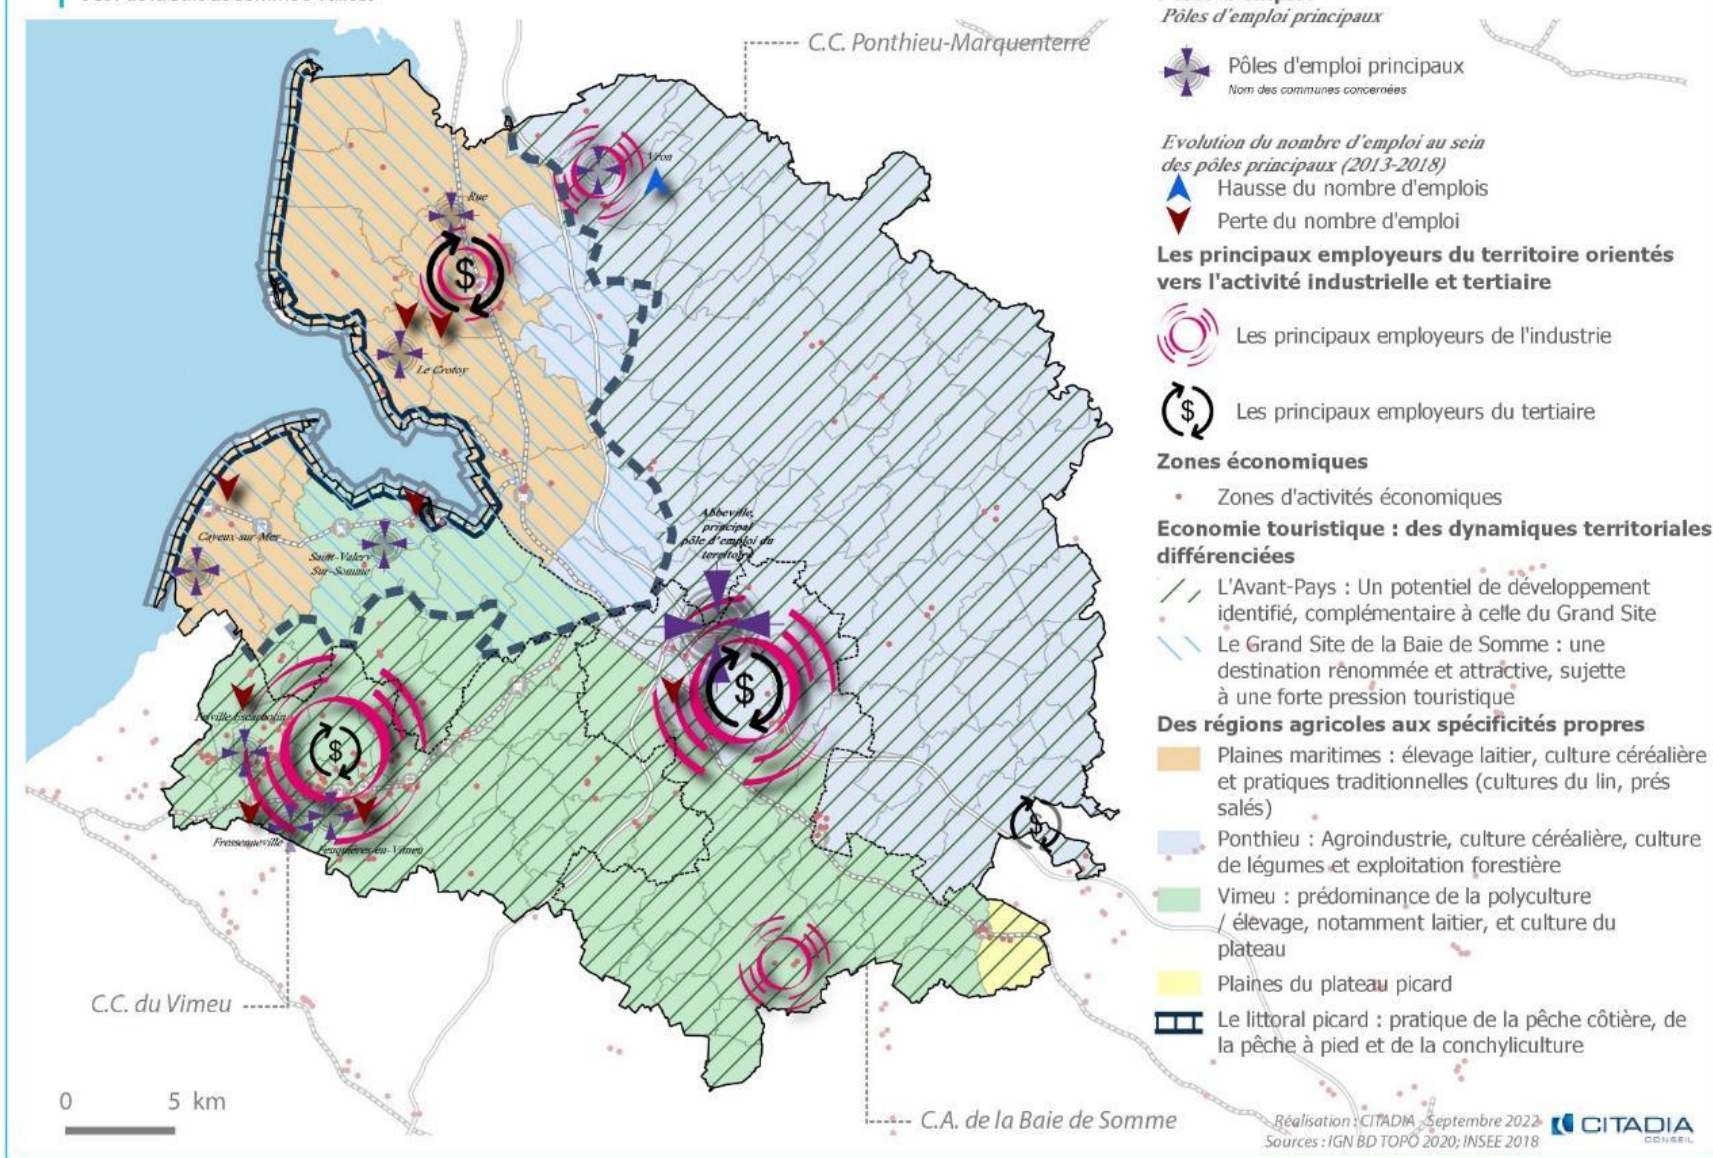 C.C. Ponthieu-Marquenterre
Pôles d'emploi principaux
Pôles d'emploi principaux
Nom des communes concernées
Evolution du nombre d'emploi au sein
des pôles principaux (2013-2018)
Hausse du nombre d'emplois
Perte du nombre d'emploi
Les principaux employeurs du territoire orientés
vers l'activité industrielle et tertiaire
Les principaux employeurs de l'industrie
$
Les principaux employeurs du tertiaire
Zones économiques
Zones d'activités économiques
Economie touristique : des dynamiques territoriales
différenciées
L'Avant-Pays : Un potentiel de développement
identifié, complémentaire à celle du Grand Site
Le Grand Site de la Baie de Somme : une
destination renommée et attractive, sujette
à une forte pression touristique
Des régions agricoles aux spécificités propres
Plaines maritimes : élevage laitier, culture céréalière
et pratiques traditionnelles (cultures du lin, prés
salés)
Ponthieu : Agroindustrie, culture céréalière, culture
de légumes et exploitation forestière
Vimeu : prédominance de la polyculture
/ élevage, notamment laitier, et culture du
plateau
Plaines du plateau picard
Le littoral picard : pratique de la pêche côtière, de
la pêche à pied et de la conchyliculture
Vron
Rue
$
Le Crotoy
Cayeux-sur-Mer
Saint-Valery
Sur-Somme
Abbeville,
principal
pôle d'emploi du
territoire
$
$
Fressenneville
Feuquières-en-Vimeu
$
C.C. du Vimeu
C.A. de la Baie de Somme
0 5 km
Réalisation : CITADIA - Septembre 2022
Sources : IGN BD TOPO 2020; INSEE 2018
CITADIA
CONSEIL